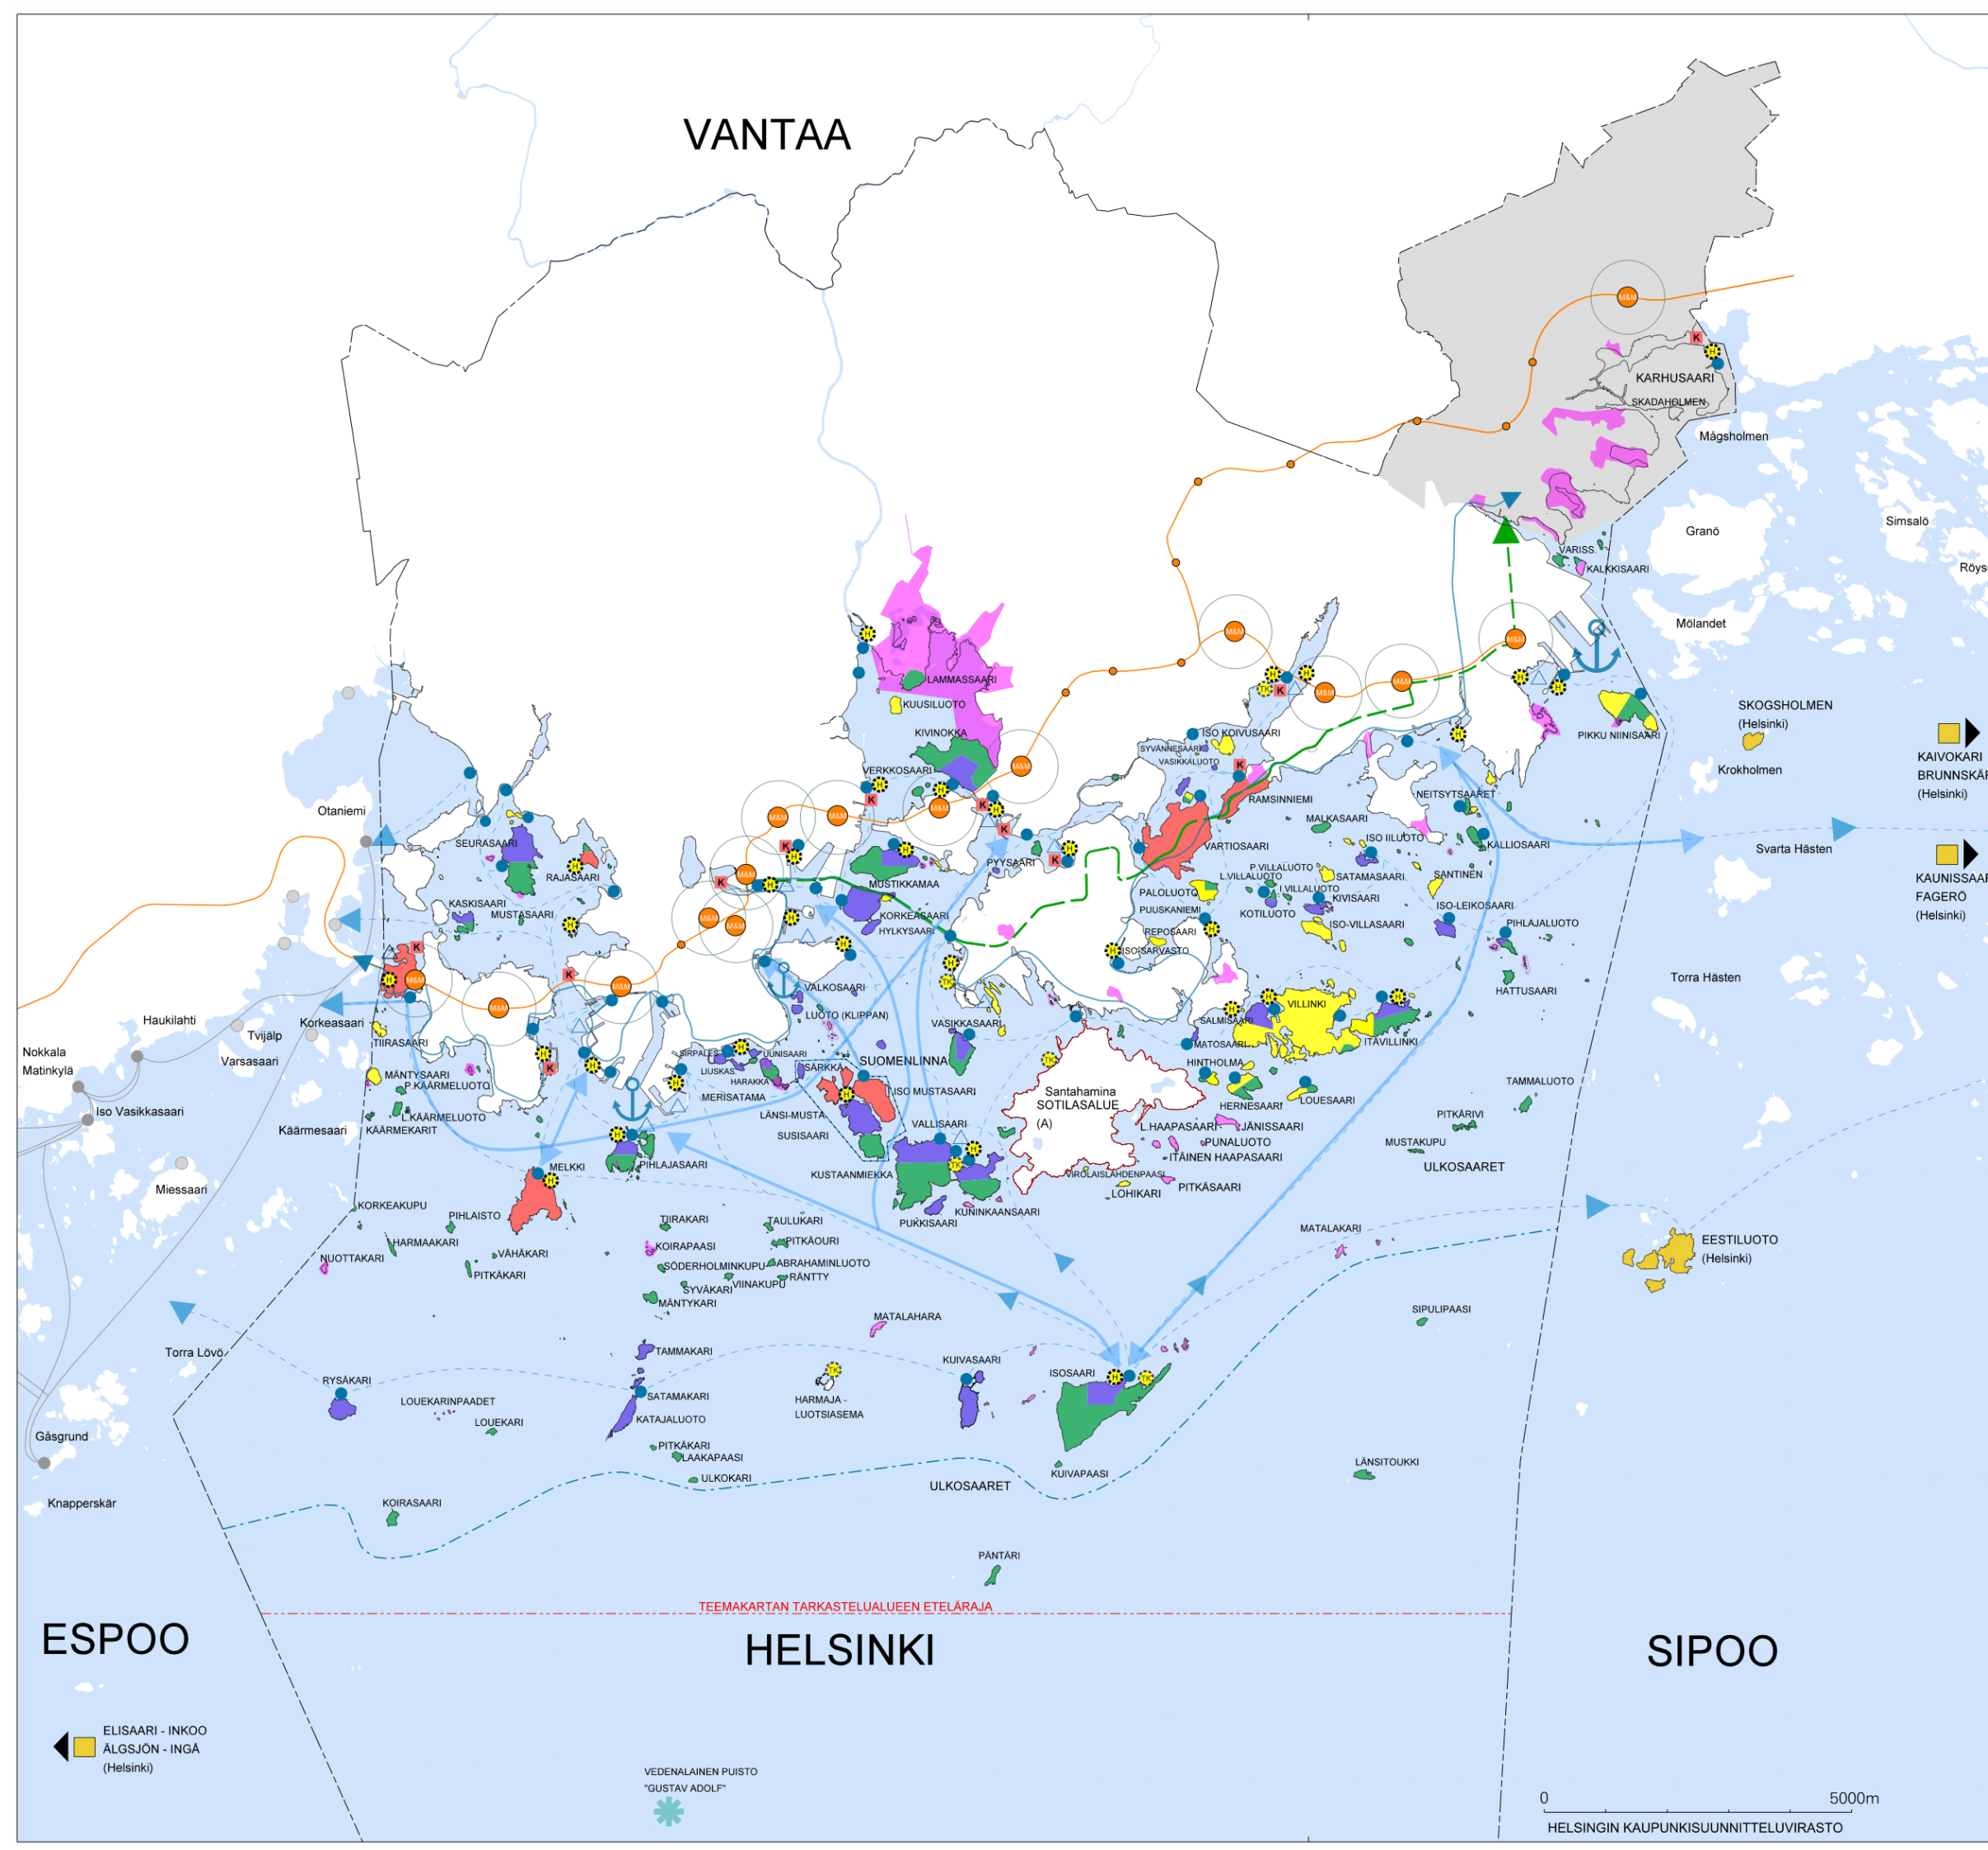 VANTAA
M&M
K
H
KARHUSAARI
SKADAHOLMEN
Mågsholmen
Granö
Simsalö
VARISS.
KALKKISAARI
Mölandet
LAMMASSAARI
KUUSILUOTO
KIVINOKKA
VERKKOSAARI
ISO KOIVUSAARI
SYVÄNNESAARI
VASIKKALUOTO
RAMSINNIEMI
PIKKU NIINISAARI
SKOGSHOLMEN
(Helsinki)
KAIVOKARI
(Helsinki)
Krokholmen
Otaniemi
SEURASAARI
RAJASAARI
KASKISAARI
MUSTASAARI
MUSTIKKAMAA
KORKEASAARI
HYLKYSAARI
PYYSAARI
VARTIOSAARI
PALOLUOTO
PUUSKANIEMI
REPOSAARI
ISO-SARVASTO
MALKASAARI
NEITSYTSAARET
ISO IILUOTO
KALLIOSAARI
P.VILLALUOTO
L.VILLALUOTO
I.VILLALUOTO
SATAMASAARI
SANTINEN
KIVISAARI
KOTILUOTO
ISO-VILLASAARI
ISO-LEIKOSAARI
PIHLAJALUOTO
HATTUSAARI
Svarta Hästen
FAGERÖ
(Helsinki)
Torra Hästen
Haukilahti
Korkeasaari
Tvijälp
Varsasaari
Nokkala
Matinkylä
Iso Vasikkasaari
Käärmesaari
Miessaari
TIIRASAARI
MÄNTYSAARI
P.KÄÄRMELUOTO
L.KÄÄRMELUOTO
KÄÄRMEKARIT
VALKOSAARI
LUOTO (KLIPPAN)
SIRPALES.
LIUSKAS.
UUNISAARI
HARAKKA
SÄRKKÄ
MERISATAMA
SUOMENLINNA
ISO MUSTASAARI
LÄNSI-MUSTA.
SUSISAARI
KUSTAANMIEKKA
VASIKKASAARI
VALLISAARI
PUKKISAARI
KUNINKAANSAARI
TK
Santahamina
SOTILASALUE
(A)
VILLINKI
SALMISAARI
MATOSAARI
ITÄVILLINKI
HINTHOLMA
HERNESAARI
LOUESAARI
L.HAAPASAARI
JÄNISSAARI
PUNALUOTO
ITÄINEN HAAPASAARI
VIROLAISLAHDENPAASI
LOHIKARI
PITKÄSAARI
TAMMALUOTO
PITKÄRIVI
MUSTAKUPU
ULKOSAARET
MELKKI
PIHLAJASAARI
KORKEAKUPU
PIHLAISTO
HARMAAKARI
NUOTTAKARI
VÄHÄKARI
PITKÄKARI
TIIRAKARI
KOIRAPAASI
SÖDERHOLMINKUPU
SYVÄKARI
VIINAKUPU
MÄNTYKARI
TAULUKARI
PITKÄOURI
ABRAHAMINLUOTO
RÄNTTY
MATALAHARA
MATALAKARI
EESTILUOTO
(Helsinki)
SIPULIPAASI
Torra Lövö
RYSÄKARI
LOUEKARINPAADET
LOUEKARI
TAMMAKARI
SATAMAKARI
KATAJALUOTO
PITKÄKARI
LAAKAPAASI
ULKOKARI
HARMAJA -
LUOTSIASEMA
KUIVASAARI
ISOSAARI
KUIVAPAASI
LÄNSITOUKKI
ULKOSAARET
Gåsgrund
Knapperskär
KOIRASAARI
PÄNTÄRI
TEEMAKARTAN TARKASTELUALUEEN ETELÄRAJA
ESPOO
HELSINKI
SIPOO
ELISAARI - INKOO
ÄLGSJÖN - INGÅ
(Helsinki)
VEDENALAINEN PUISTO
"GUSTAV ADOLF"
0 5000m
HELSINGIN KAUPUNKISUUNNITTELUVIRASTO